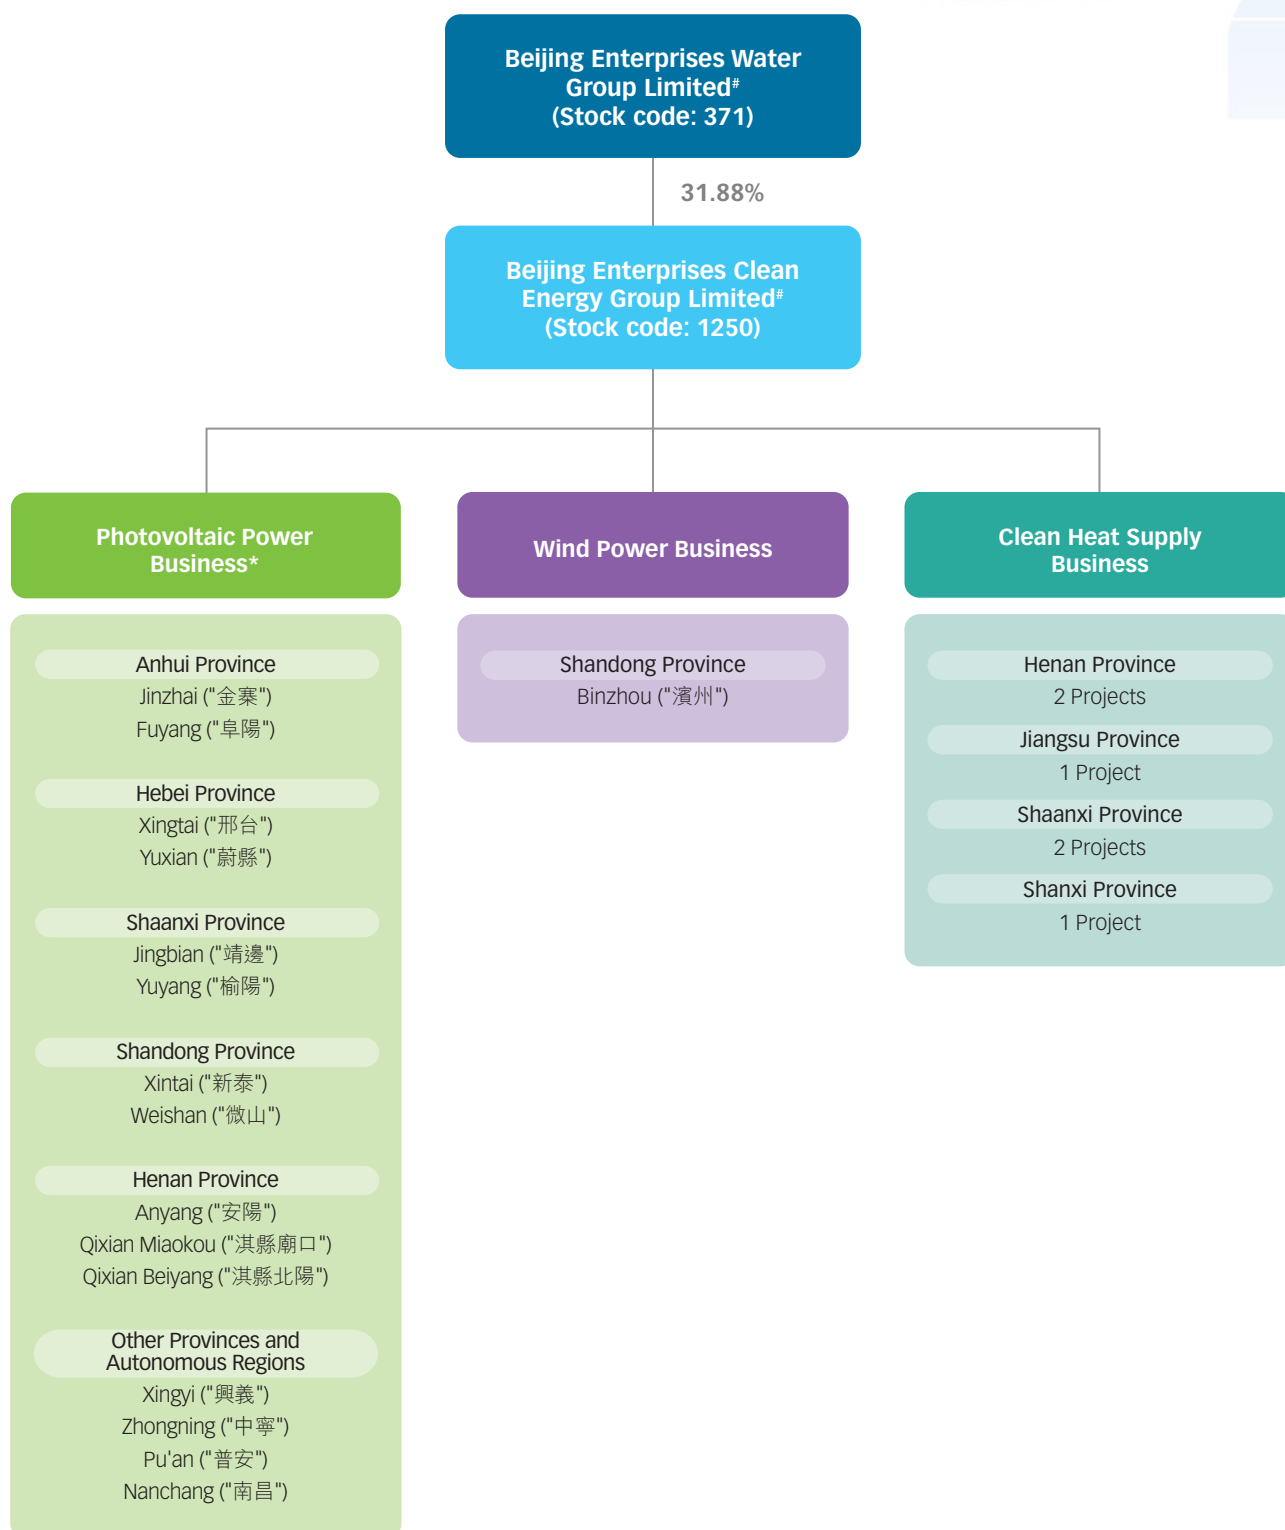 Beijing Enterprises Water
Group Limited#
(Stock code: 371)
31.88%
Beijing Enterprises Clean
Energy Group Limited#
(Stock code: 1250)
Photovoltaic Power
Business*
Anhui Province
Jinzhai ("金寨")
Fuyang ("阜陽")
Hebei Province
Xingtai ("邢台")
Yuxian ("蔚縣")
Shaanxi Province
Jingbian ("靖邊")
Yuyang ("榆陽")
Shandong Province
Xintai ("新泰")
Weishan ("微山")
Henan Province
Anyang ("安陽")
Qixian Miaokou ("淇縣廟口")
Qixian Beiyang ("淇縣北陽")
Other Provinces and
Autonomous Regions
Xingyi ("興義")
Zhongning ("中寧")
Pu'an ("普安")
Nanchang ("南昌")
Wind Power Business
Shandong Province
Binzhou ("濱州")
Clean Heat Supply
Business
Henan Province
2 Projects
Jiangsu Province
1 Project
Shaanxi Province
2 Projects
Shanxi Province
1 Project